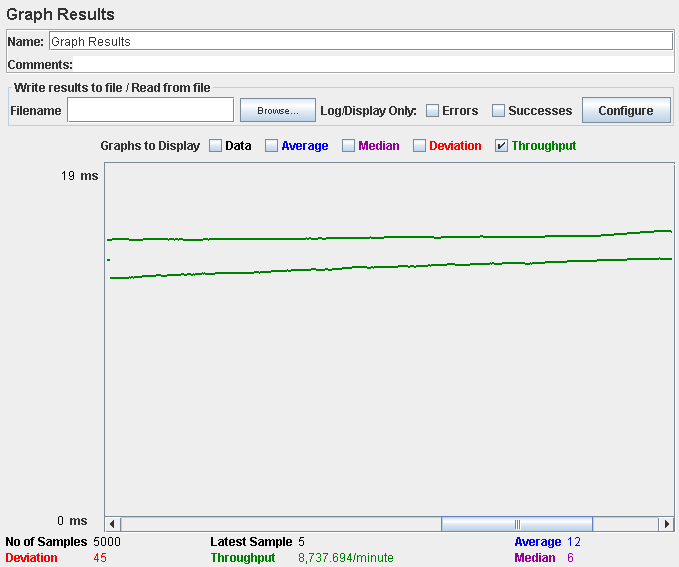 Graph Results
Name: Graph Results
Comments:
Write results to file / Read from file
Filename Browse... Log/Display Only: Errors Successes Configure
Graphs to Display Data Average Median Deviation Throughput
19 ms
0 ms
No of Samples 5000 Latest Sample 5 Average 12
Deviation 45 Throughput 8,737.694/minute Median 6